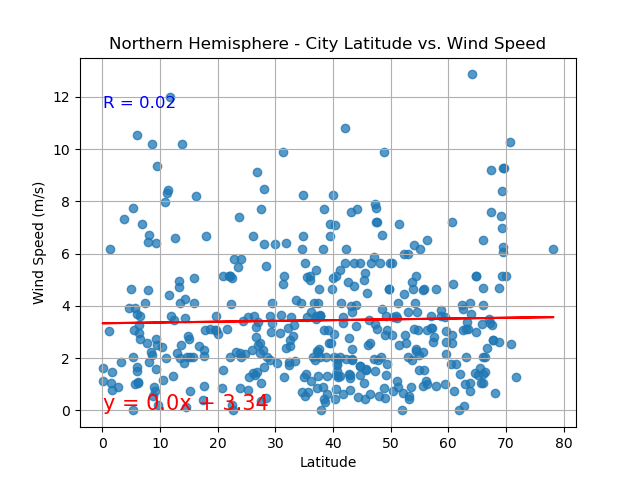 Northern Hemisphere - City Latitude vs. Wind Speed
R = 0.02
12
10
8
6
4
2
0
Wind Speed (m/s)
y = 0.0x + 3.34
0 10 20 30 40 50 60 70 80
Latitude